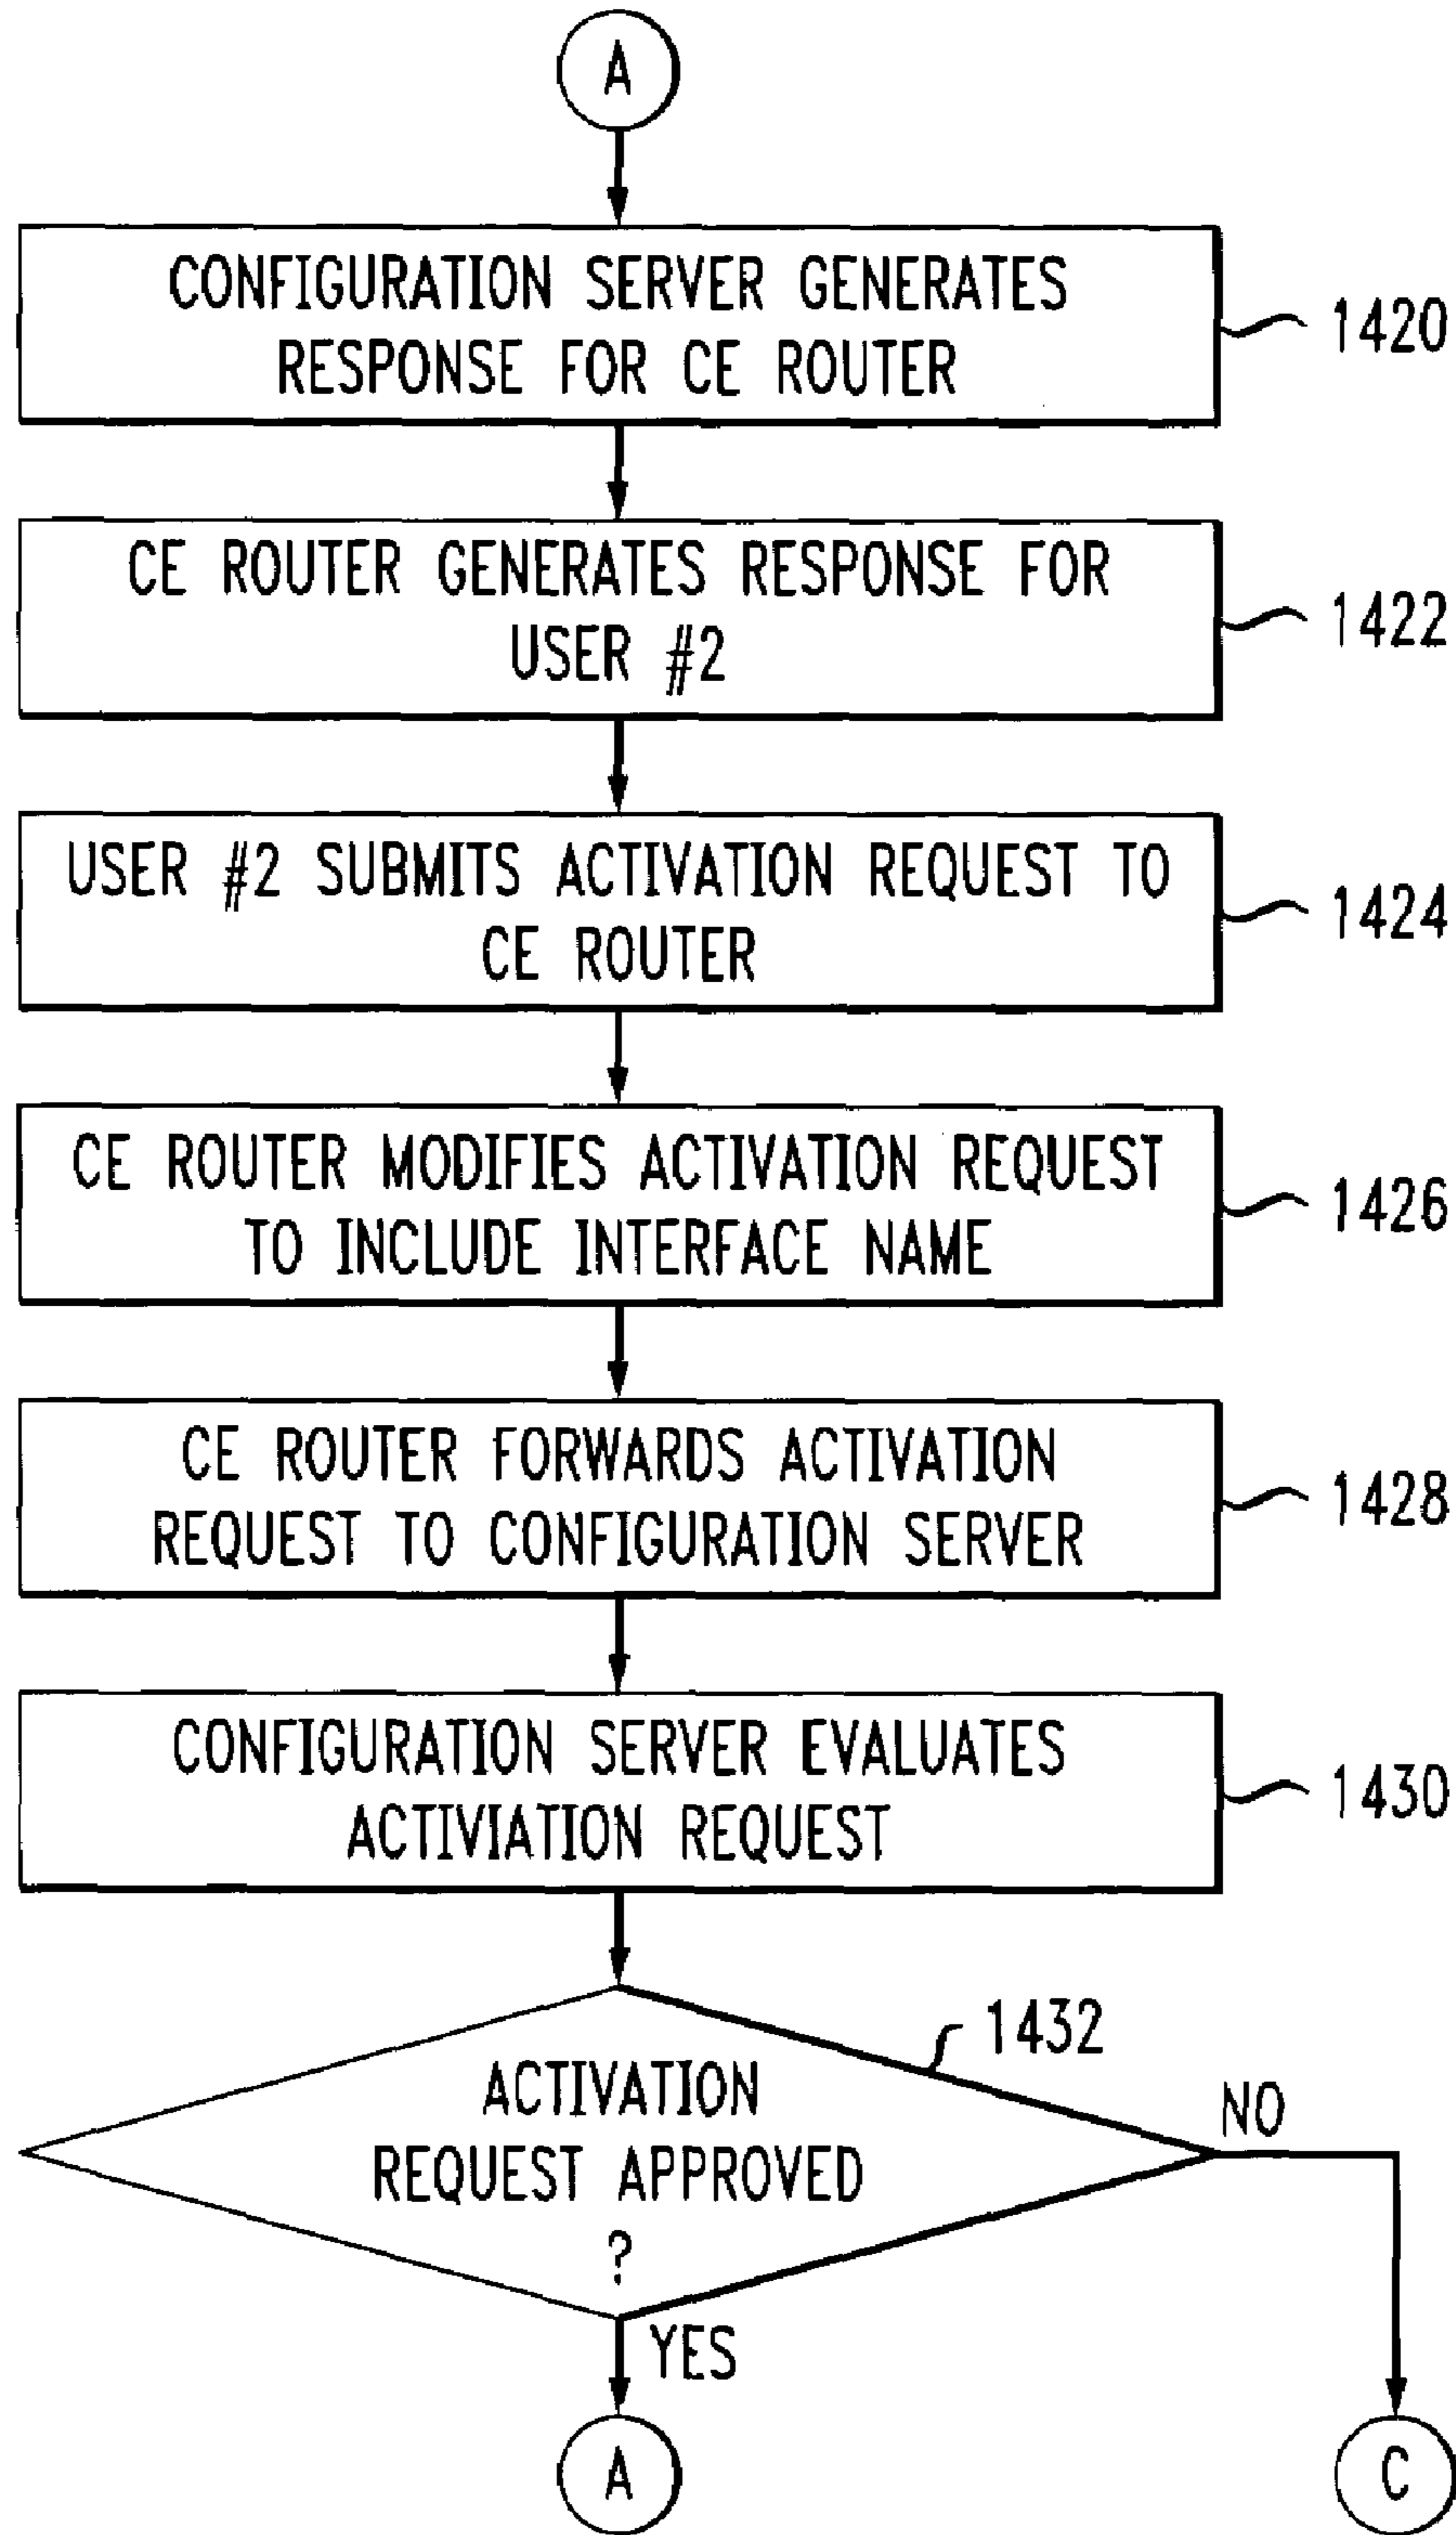 A
CONFIGURATION SERVER GENERATES
RESPONSE FOR CE ROUTER
1420
CE ROUTER GENERATES RESPONSE FOR
USER #2
1422
USER #2 SUBMITS ACTIVATION REQUEST TO
CE ROUTER
1424
CE ROUTER MODIFIES ACTIVATION REQUEST
TO INCLUDE INTERFACE NAME
1426
CE ROUTER FORWARDS ACTIVATION
REQUEST TO CONFIGURATION SERVER
1428
CONFIGURATION SERVER EVALUATES
ACTIVIATION REQUEST
1430
1432
ACTIVATION
REQUEST APPROVED
?
NO
YES
A
C